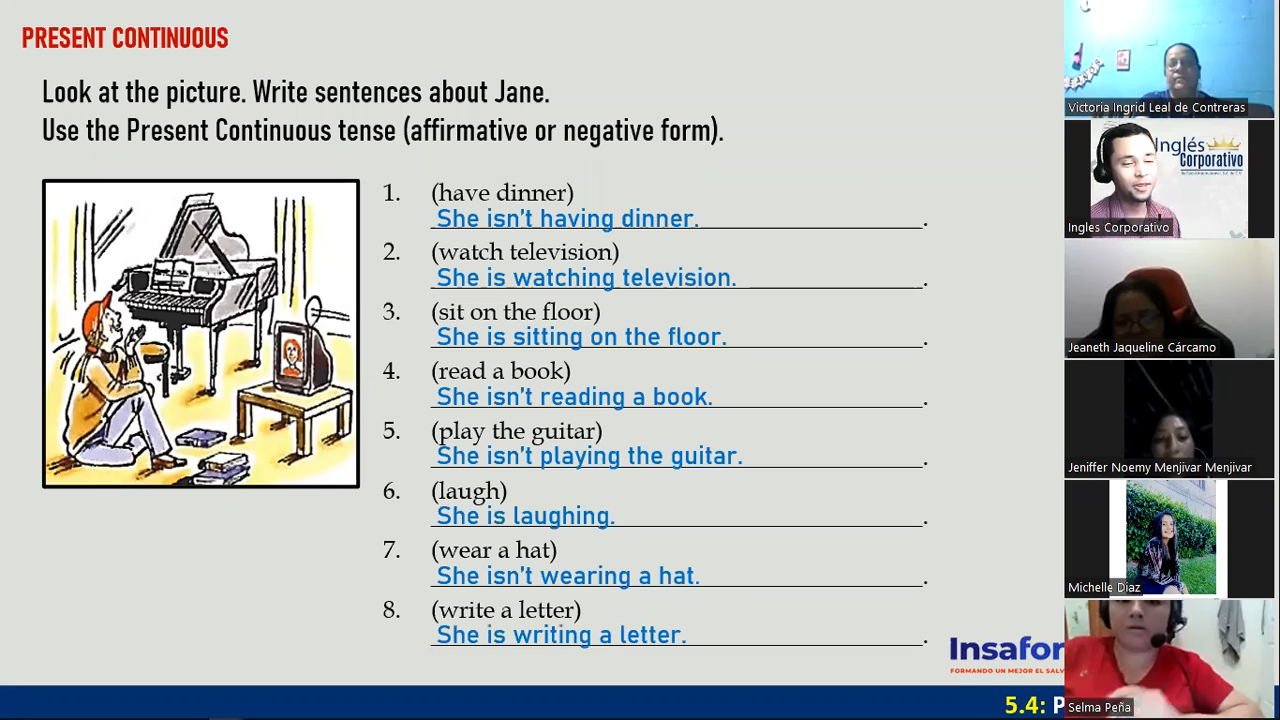 PRESENT CONTINUOUS
Look at the picture. Write sentences about Jane.
Use the Present Continuous tense (affirmative or negative form).
1. (have dinner)
She isn't having dinner. .
2. (watch television)
She is watching television. .
3. (sit on the floor)
She is sitting on the floor. .
4. (read a book)
She isn't reading a book. .
5. (play the guitar)
She isn't playing the guitar. .
6. (laugh)
She is laughing. .
7. (wear a hat)
She isn't wearing a hat. .
8. (write a letter)
She is writing a letter. .
Insafor
FORMANDO UN MEJOR EL SALV
5.4: P
Victoria Ingrid Leal de Contreras
Inglés
Corporativo
Ingles Corporativo
Jeaneth Jaqueline Cárcamo
Jeniffer Noemy Menjivar Menjivar
Michelle Diaz
Selma Peña